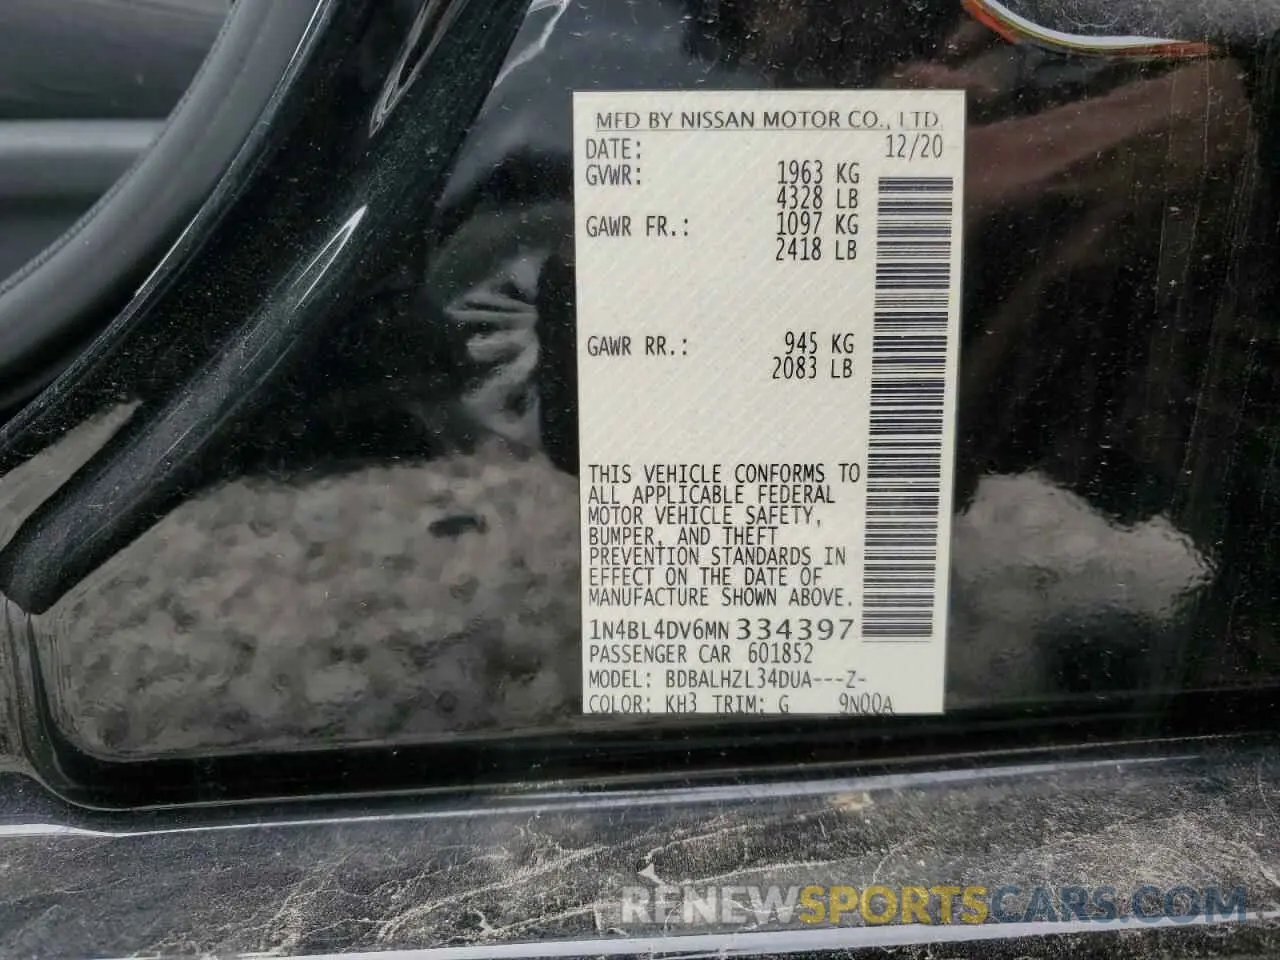 MFD BY NISSAN MOTOR CO., LTD.
DATE: 12/20
GVWR: 1963 KG
4328 LB
GAWR FR.: 1097 KG
2418 LB
GAWR RR.: 945 KG
2083 LB
THIS VEHICLE CONFORMS TO
ALL APPLICABLE FEDERAL
MOTOR VEHICLE SAFETY,
BUMPER, AND THEFT
PREVENTION STANDARDS IN
EFFECT ON THE DATE OF
MANUFACTURE SHOWN ABOVE.
1N4BL4DV6MN334397
PASSENGER CAR 601852
MODEL: BDBALHZL34DUA---Z-
COLOR: KH3 TRIM: G 9N00A
RENEWSPORTSCARS.COM